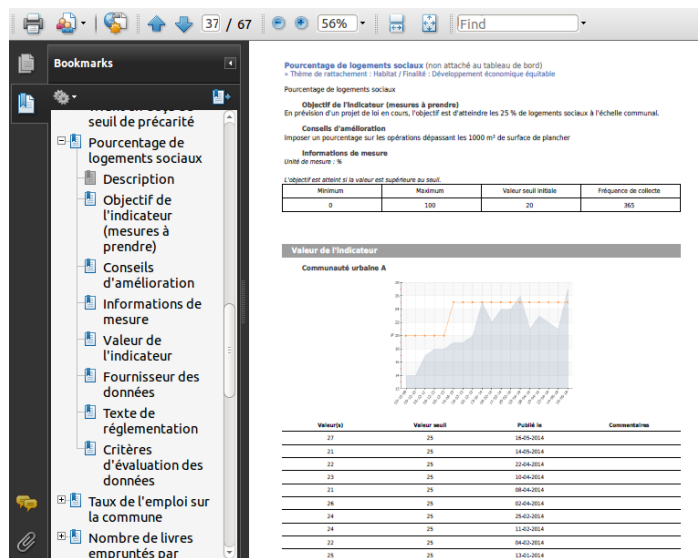 37 / 67
56%
Find
Bookmarks
seuil de précarité
Pourcentage de
logements sociaux
Description
Objectif de
l'indicateur
(mesures à
prendre)
Conseils
d'amélioration
Informations de
mesure
Valeur de
l'indicateur
Fournisseur des
données
Texte de
réglementation
Critères
d'évaluation des
données
Taux de l'emploi sur
la commune
Nombre de livres
empruntés par
Pourcentage de logements sociaux (non attaché au tableau de bord)
» Thème de rattachement : Habitat / Finalité : Développement économique équitable
Pourcentage de logements sociaux
Objectif de l'indicateur (mesures à prendre)
En prévision d'un projet de loi en cours, l'objectif est d'atteindre les 25 % de logements sociaux à l'échelle communal.
Conseils d'amélioration
Imposer un pourcentage sur les opérations dépassant les 1000 m² de surface de plancher
Informations de mesure
Unité de mesure : %
L'objectif est atteint si la valeur est supérieure au seuil.
Minimum Maximum Valeur seuil initiale Fréquence de collecte
0 100 20 365
Valeur de l'indicateur
Communauté urbaine A
Valeur(s) Valeur seuil Publié le Commentaires
27 25 16-05-2014
21 25 14-05-2014
22 25 22-04-2014
23 25 10-04-2014
21 25 08-04-2014
26 25 02-04-2014
24 25 25-02-2014
24 25 11-02-2014
22 25 04-02-2014
25 25 13-01-2014